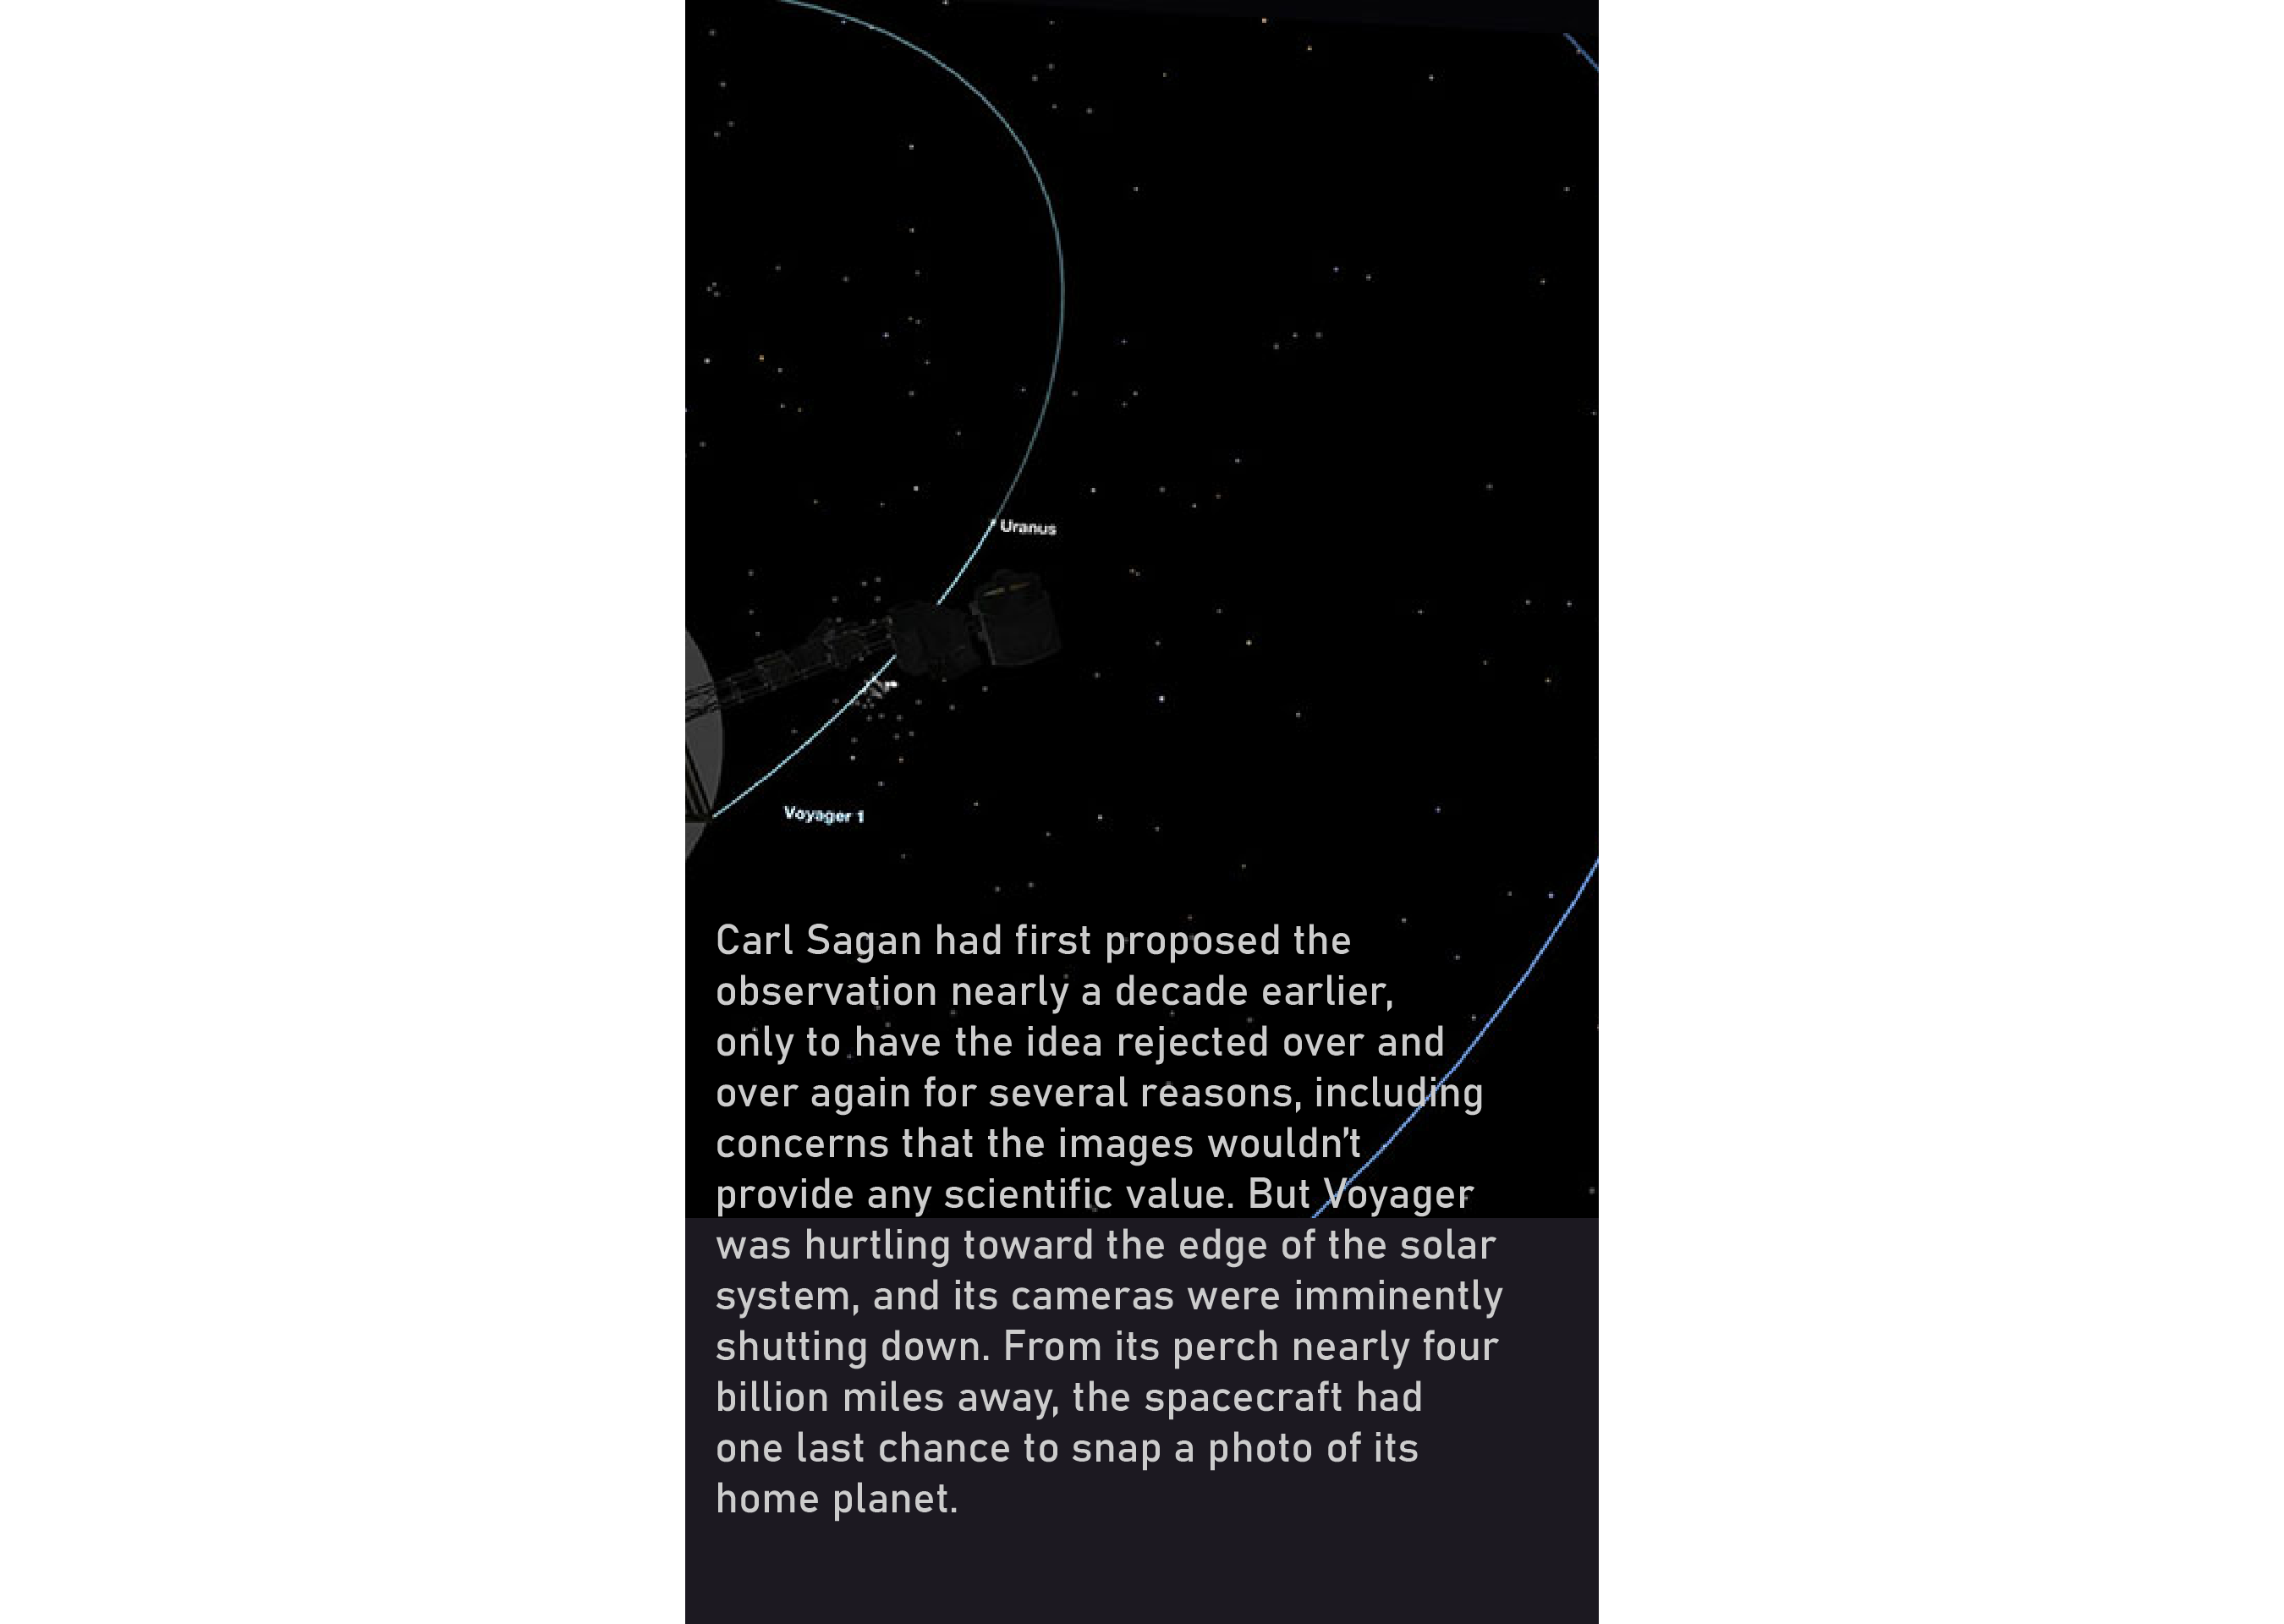 Uranus
Voyager 1
Carl Sagan had first proposed the
observation nearly a decade earlier,
only to have the idea rejected over and
over again for several reasons, including
concerns that the images wouldn’t
provide any scientific value. But Voyager
was hurtling toward the edge of the solar
system, and its cameras were imminently
shutting down. From its perch nearly four
billion miles away, the spacecraft had
one last chance to snap a photo of its
home planet.